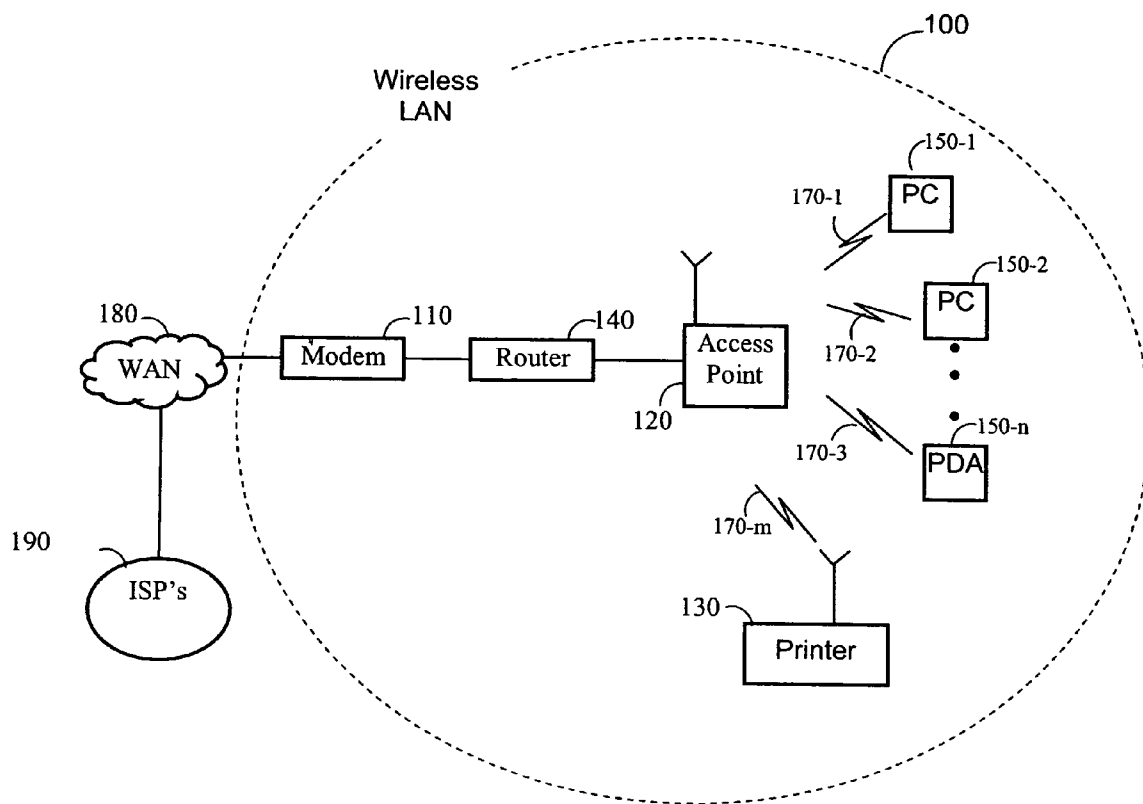 100
Wireless
LAN
150-1
PC
170-1
150-2
PC
180
110
140
WAN
Modem
Router
Access
Point
170-2
120
150-n
170-3
PDA
170-m
190
ISP's
130
Printer